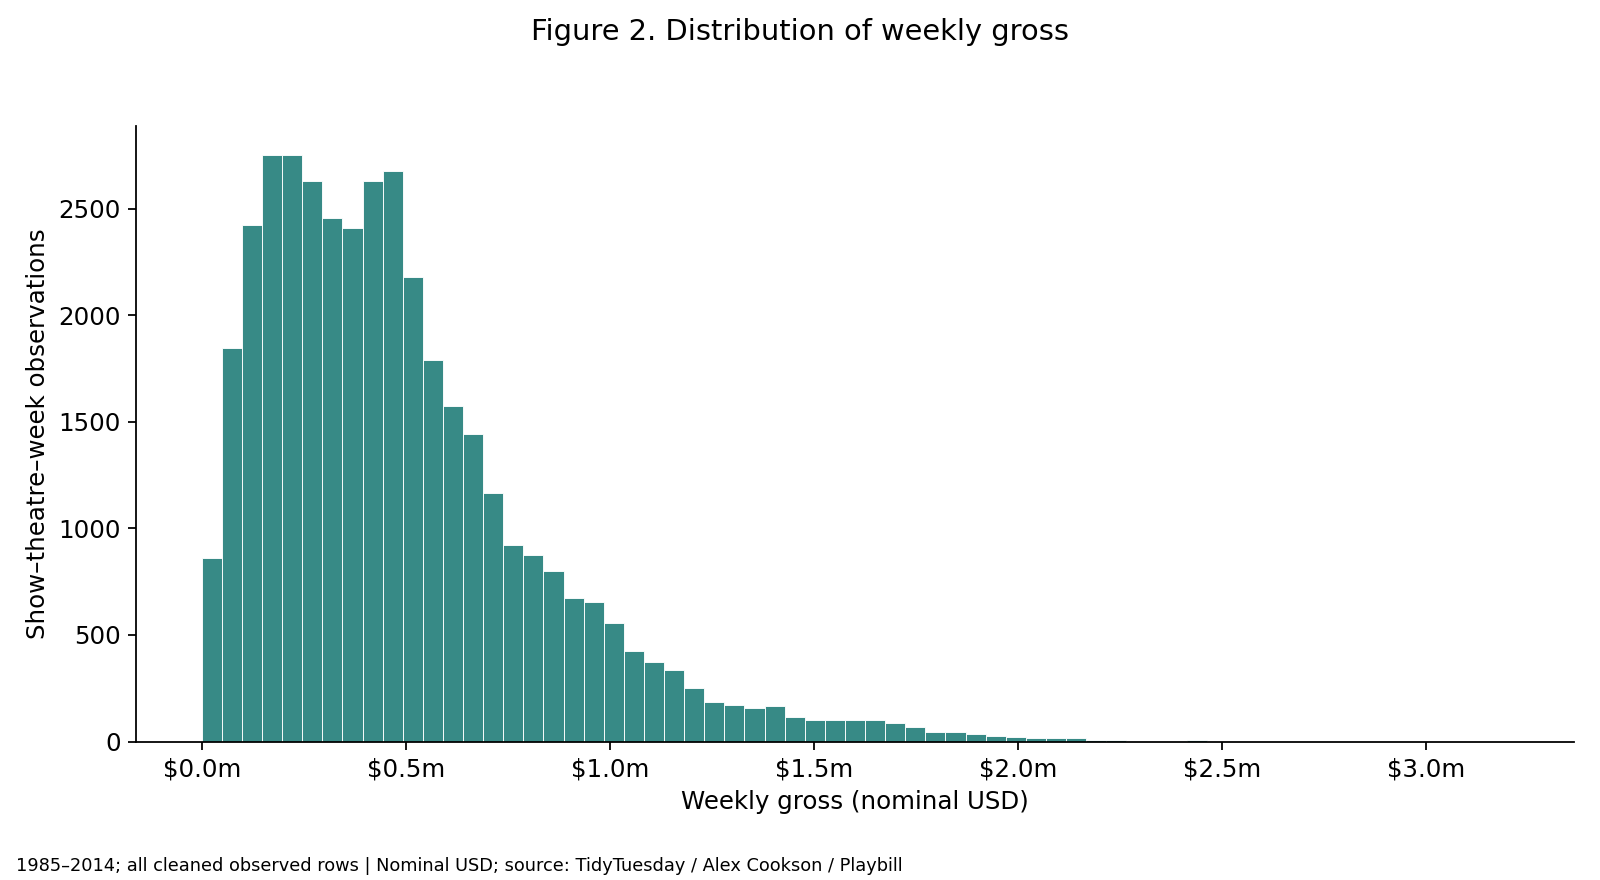 Figure 2. Distribution of weekly gross
Show–theatre–week observations
2500
2000
1500
1000
500
0
$0.0m $0.5m $1.0m $1.5m $2.0m $2.5m $3.0m
Weekly gross (nominal USD)
1985–2014; all cleaned observed rows | Nominal USD; source: TidyTuesday / Alex Cookson / Playbill